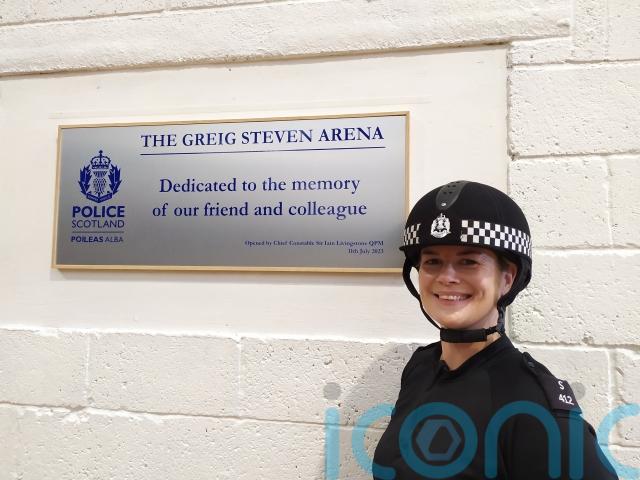 THE GREIG STEVEN ARENA
Dedicated to the memory
of our friend and colleague
POLICE
SCOTLAND
POILEAS ALBA
Opened by Chief Constable Sir Iain Livingstone QPM
11th July 2023
S
412
iconic